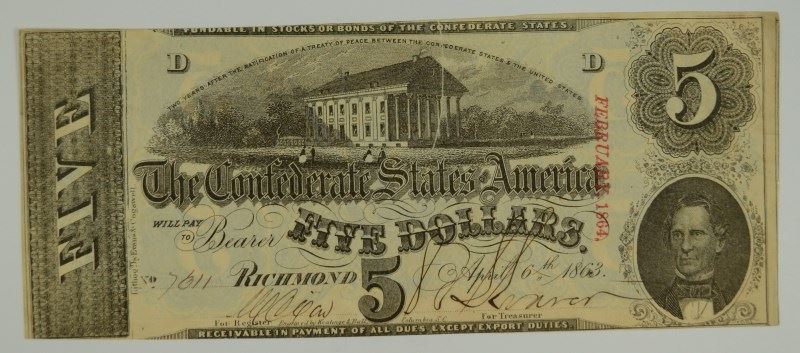 FUNDABLE IN STOCKS OR BONDS OF THE CONFEDERATE STATES.
D D
TWO YEARS AFTER THE RATIFICATION OF A TREATY OF PEACE BETWEEN THE CONFEDERATE STATES & THE UNITED STATES
5
FEBRUARY, 1864.
FIVE
The Confederate States America
WILL PAY
TO Bearer
FIVE DOLLARS.
No. 7611 RICHMOND 5 April 6th 1863.
For Register
Columbia, S.C.
For Treasurer
RECEIVABLE IN PAYMENT OF ALL DUES EXCEPT EXPORT DUTIES.